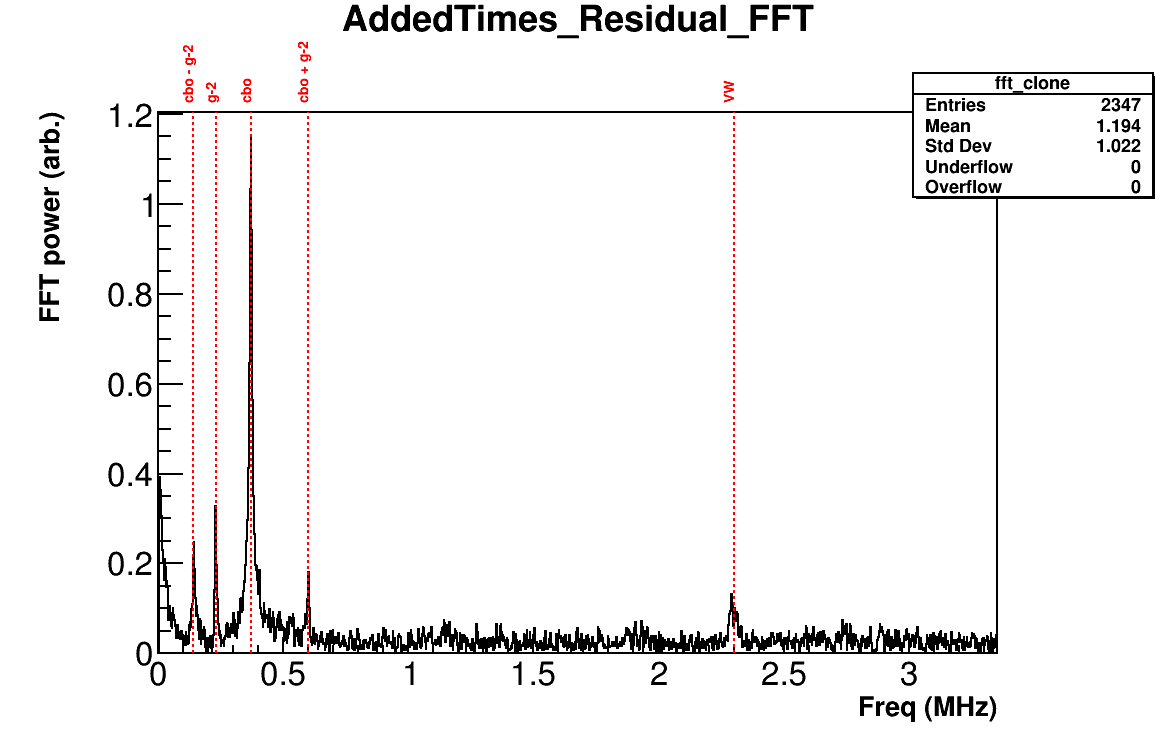 AddedTimes_Residual_FFT
cbo - g-2
g-2
cbo
cbo + g-2
VW
fft_clone
Entries 2347
Mean 1.194
Std Dev 1.022
Underflow 0
Overflow 0
FFT power (arb.)
1.2
1
0.8
0.6
0.4
0.2
0
0 0.5 1 1.5 2 2.5 3
Freq (MHz)